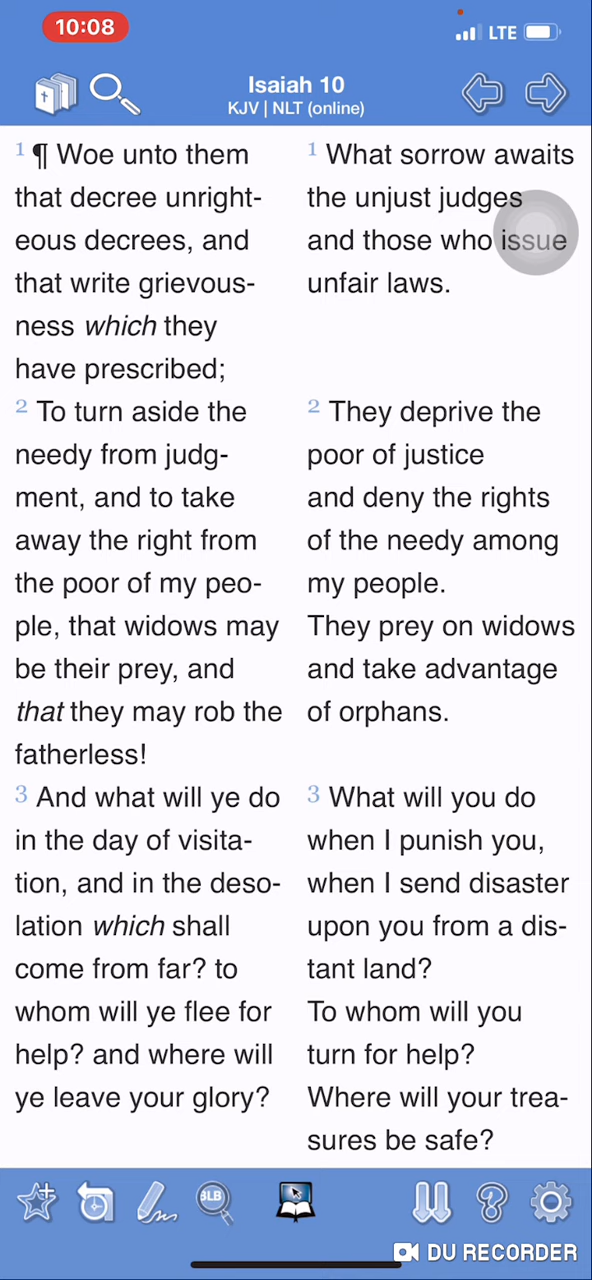 10:08
LTE
Isaiah 10
KJV | NLT (online)
1 ¶ Woe unto them
that decree unright-
eous decrees, and
that write grievous-
ness which they
have prescribed;
2 To turn aside the
needy from judg-
ment, and to take
away the right from
the poor of my peo-
ple, that widows may
be their prey, and
that they may rob the
fatherless!
3 And what will ye do
in the day of visita-
tion, and in the deso-
lation which shall
come from far? to
whom will ye flee for
help? and where will
ye leave your glory?
1 What sorrow awaits
the unjust judges
and those who issue
unfair laws.
2 They deprive the
poor of justice
and deny the rights
of the needy among
my people.
They prey on widows
and take advantage
of orphans.
3 What will you do
when I punish you,
when I send disaster
upon you from a dis-
tant land?
To whom will you
turn for help?
Where will your trea-
sures be safe?
BLB
DU RECORDER